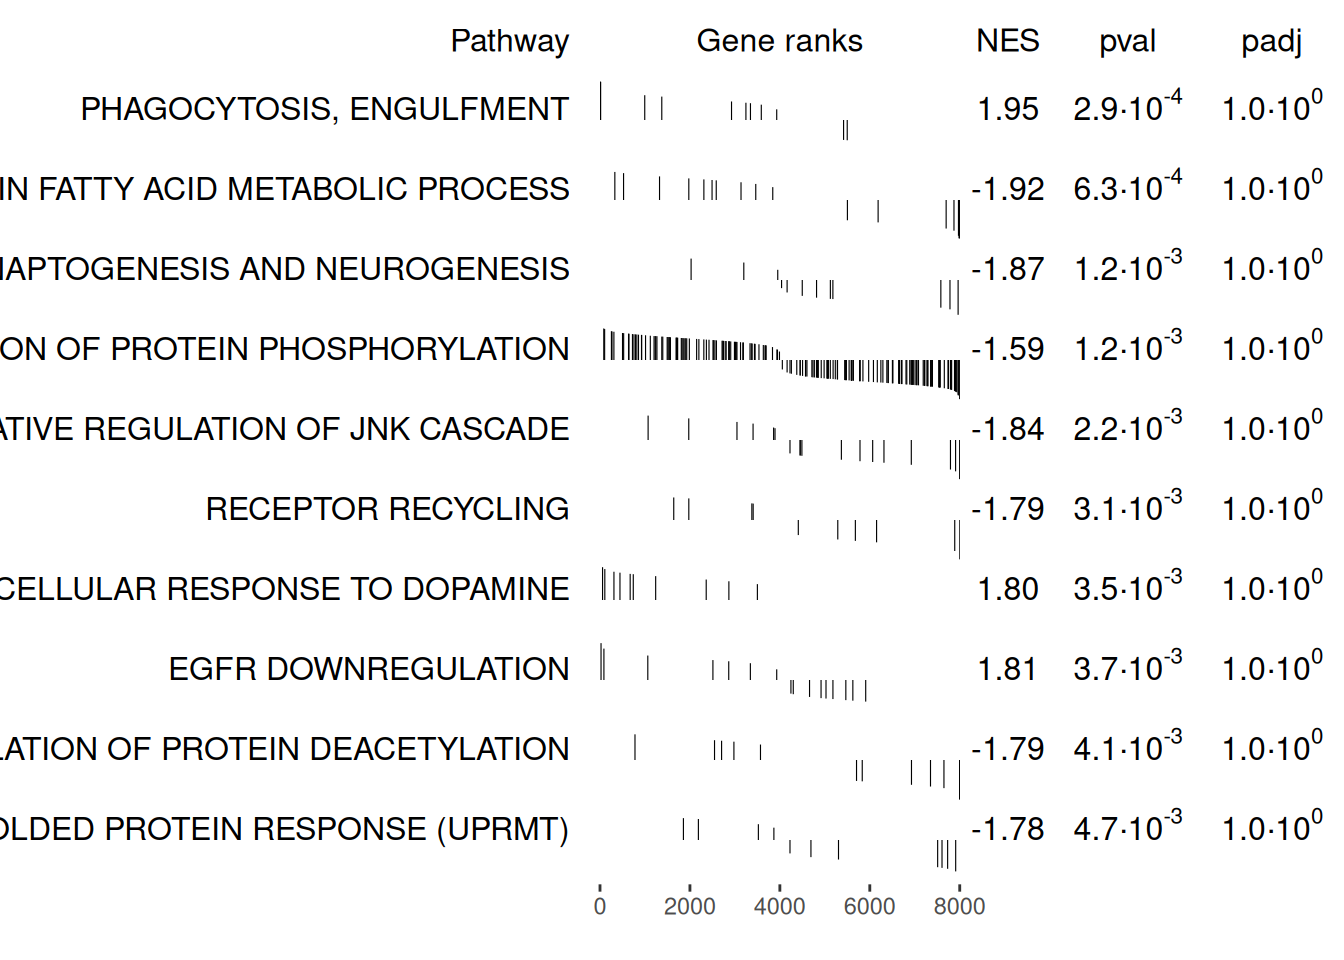 Pathway Gene ranks NES pval padj
PHAGOCYTOSIS, ENGULFMENT 1.95 2.9·10⁻⁴ 1.0·10⁰
IN FATTY ACID METABOLIC PROCESS -1.92 6.3·10⁻⁴ 1.0·10⁰
AND NEUROGENESIS -1.87 1.2·10⁻³ 1.0·10⁰
OF PROTEIN PHOSPHORYLATION -1.59 1.2·10⁻³ 1.0·10⁰
REGULATION OF JNK CASCADE -1.84 2.2·10⁻³ 1.0·10⁰
RECEPTOR RECYCLING -1.79 3.1·10⁻³ 1.0·10⁰
CELLULAR RESPONSE TO DOPAMINE 1.80 3.5·10⁻³ 1.0·10⁰
EGFR DOWNREGULATION 1.81 3.7·10⁻³ 1.0·10⁰
OF PROTEIN DEACETYLATION -1.79 4.1·10⁻³ 1.0·10⁰
PROTEIN RESPONSE (UPRMT) -1.78 4.7·10⁻³ 1.0·10⁰
0 2000 4000 6000 8000